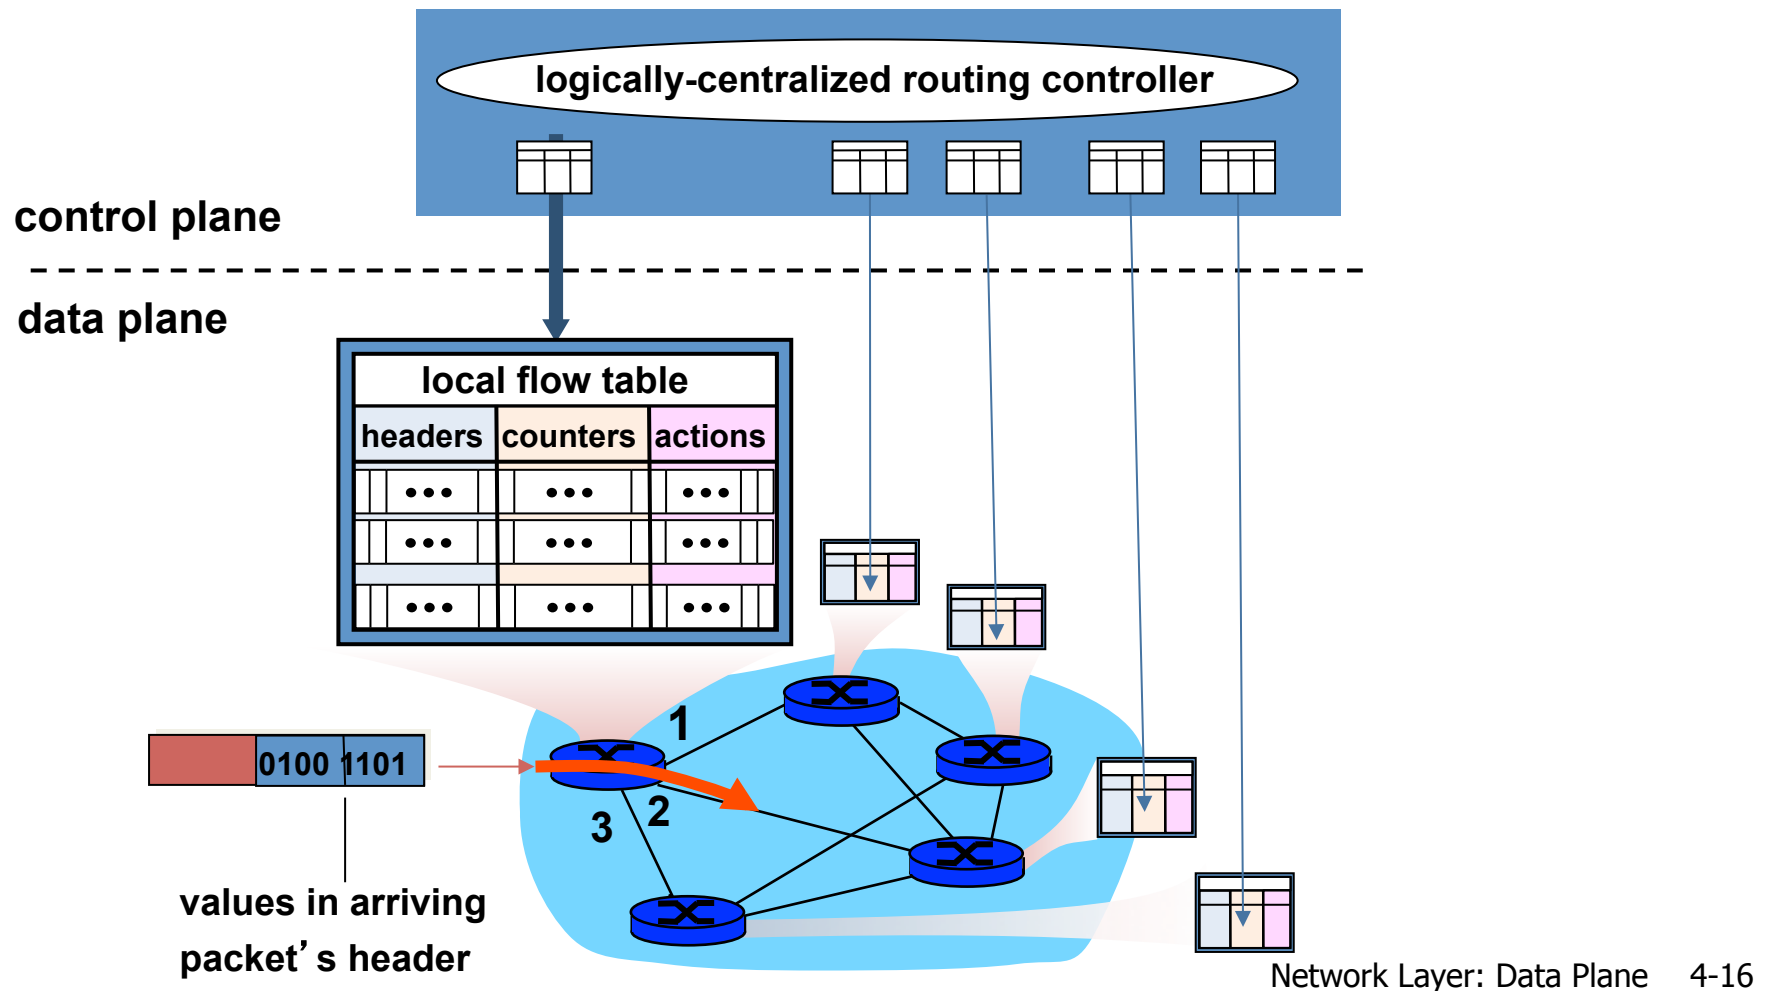 logically-centralized routing controller
control plane
data plane
local flow table
headers counters actions
1
0100 1101
2
3
values in arriving
packet’s header
Network Layer: Data Plane 4-16